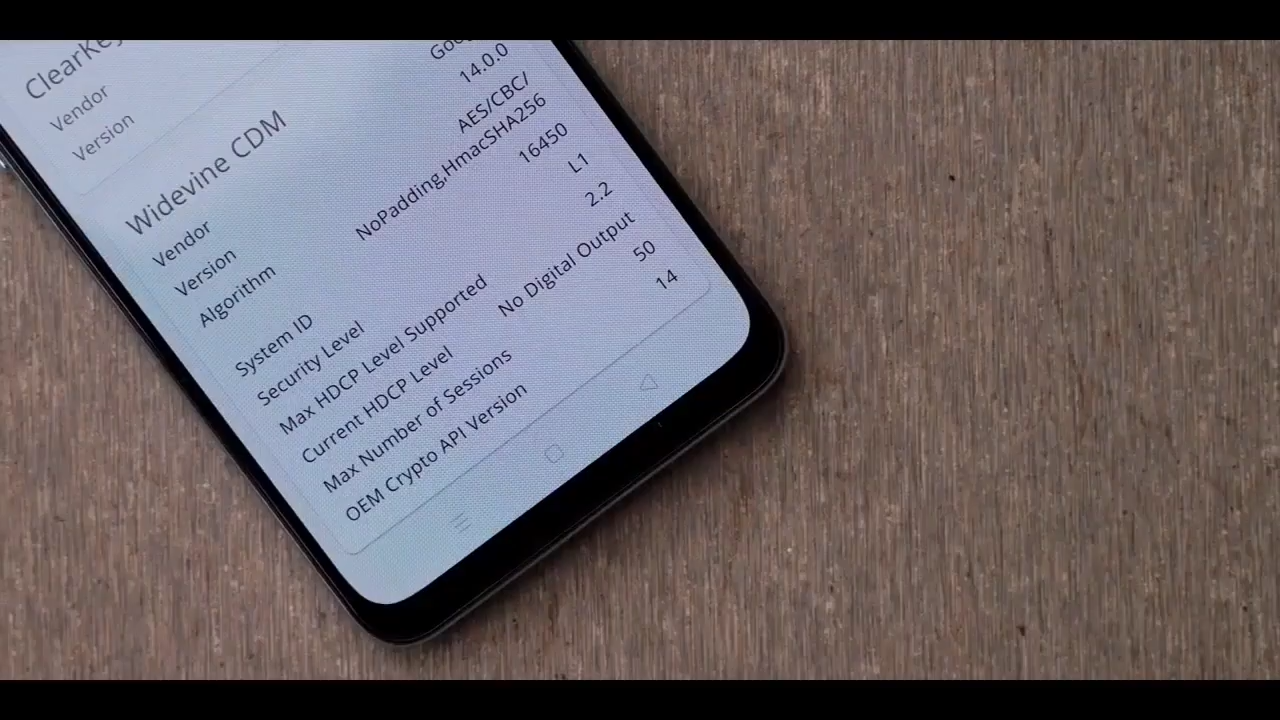 ClearKey
Vendor
Version
Widevine CDM
Vendor
Version 14.0.0
Algorithm AES/CBC/
NoPadding,HmacSHA256
System ID 16450
Security Level L1
Max HDCP Level Supported 2.2
Current HDCP Level No Digital Output
Max Number of Sessions 50
OEM Crypto API Version 14